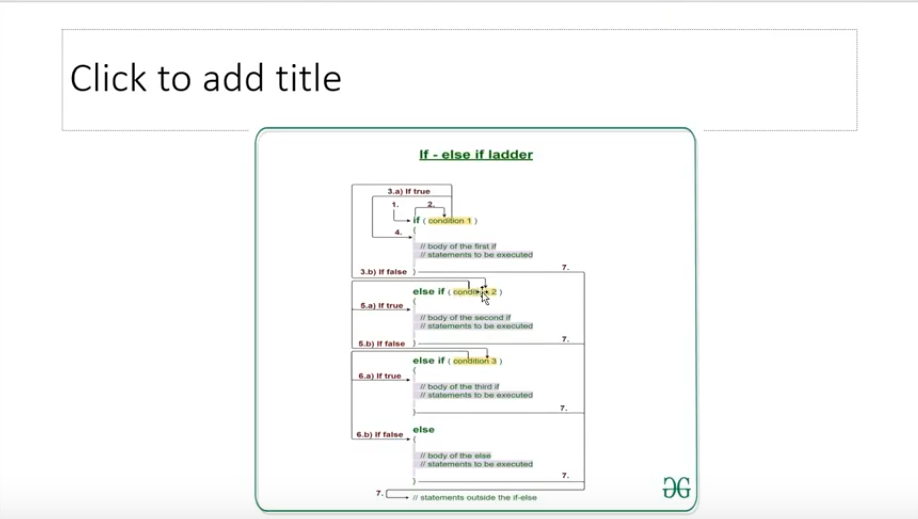 Click to add title
If - else if ladder
3.a) If true
1.
2.
if ( condition 1 )
4.
{
// body of the first if
// statements to be executed
7.
3.b) If false }
else if ( condition 2 )
{
5.a) If true
// body of the second if
// statements to be executed
7.
5.b) If false }
else if ( condition 3 )
{
6.a) If true
// body of the third if
// statements to be executed
7.
}
else
6.b) If false {
// body of the else
// statements to be executed
7.
}
7.
// statements outside the if-else